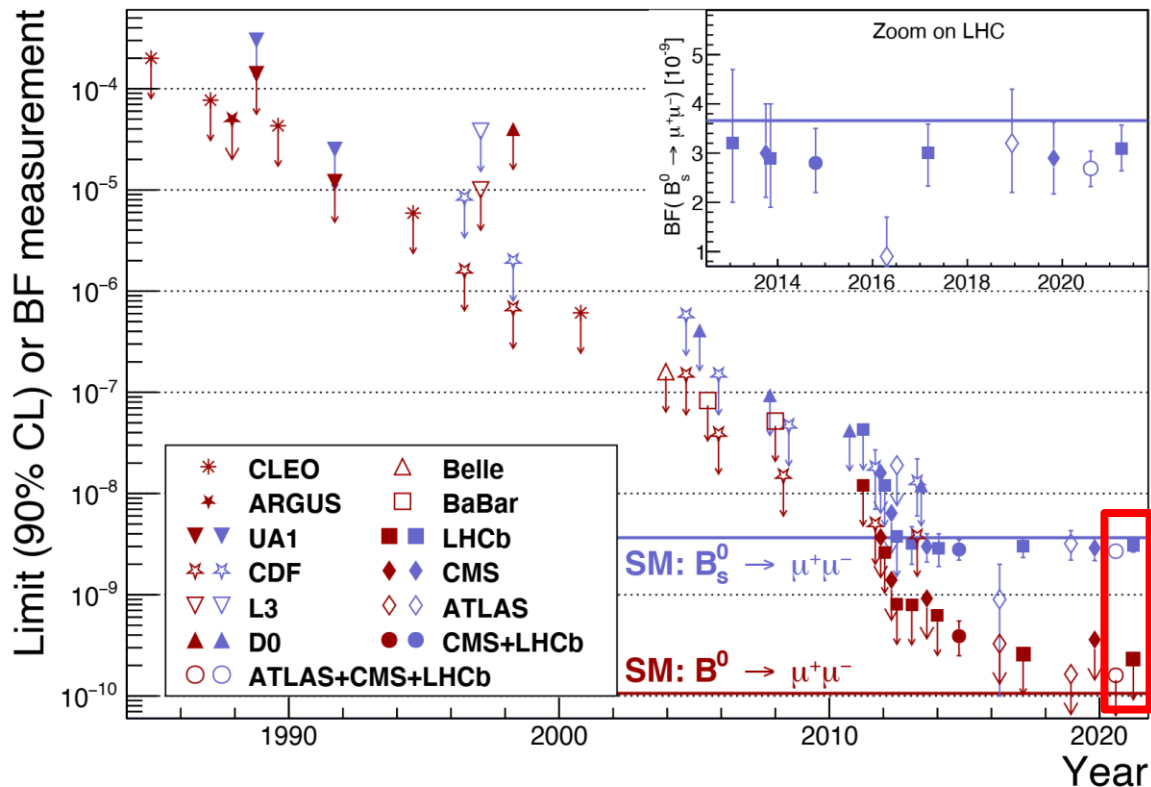 Limit (90% CL) or BF measurement
10⁻⁴
10⁻⁵
10⁻⁶
10⁻⁷
10⁻⁸
10⁻⁹
10⁻¹⁰
Zoom on LHC
BF( B⁰ₛ → μ⁺μ⁻) [10⁻⁹]
5
4
3
2
1
2014 2016 2018 2020
CLEO Belle
ARGUS BaBar
UA1 LHCb
CDF CMS
L3 ATLAS
D0 CMS+LHCb
ATLAS+CMS+LHCb
SM: B⁰ₛ → μ⁺μ⁻
SM: B⁰ → μ⁺μ⁻
1990 2000 2010 2020
Year